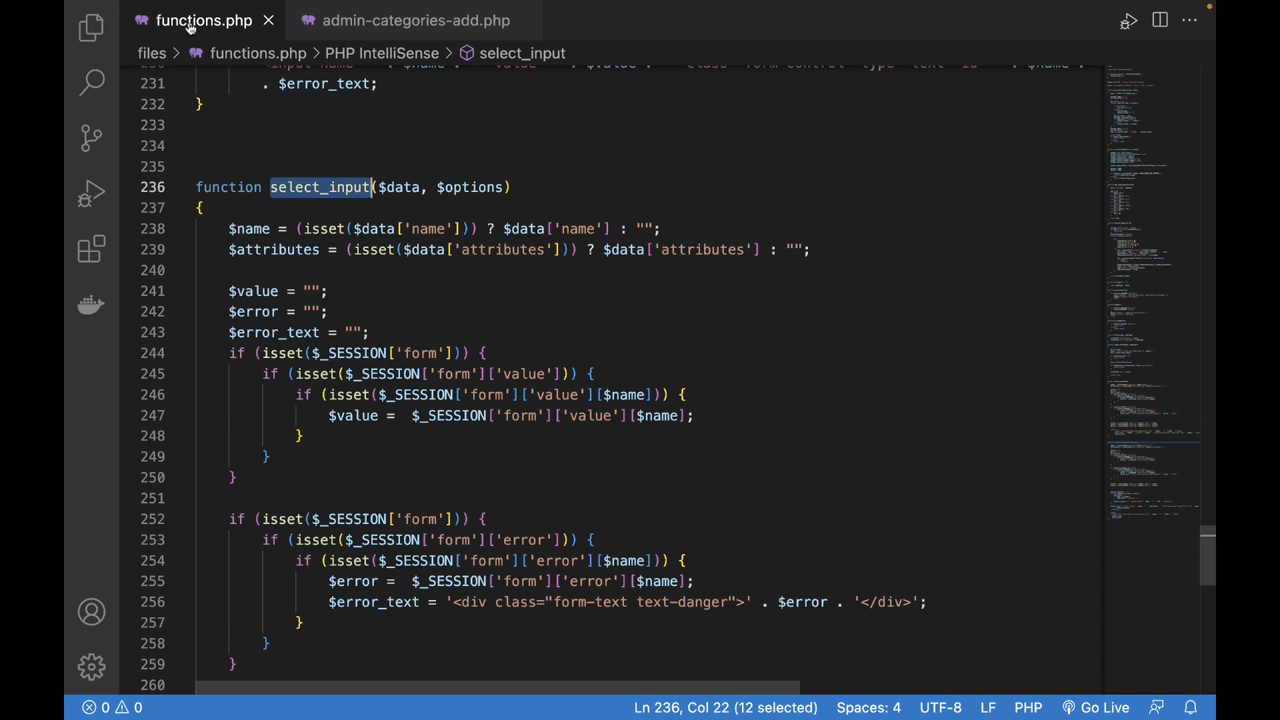 functions.php
admin-categories-add.php
files > functions.php > PHP IntelliSense > select_input
231 . $error_text;
232 }
233
234
235
236 function select_input($data, $options)
237 {
238 $name = (isset($data['name'])) ? $data['name'] : "";
239 $attributes = (isset($data['attributes'])) ? $data['attributes'] : "";
240
241 $value = "";
242 $error = "";
243 $error_text = "";
244 if (isset($_SESSION['form'])) {
245 if (isset($_SESSION['form']['value'])) {
246 if (isset($_SESSION['form']['value'][$name])) {
247 $value =  $_SESSION['form']['value'][$name];
248 }
249 }
250 }
251
252 if (isset($_SESSION['form'])) {
253 if (isset($_SESSION['form']['error'])) {
254 if (isset($_SESSION['form']['error'][$name])) {
255 $error =  $_SESSION['form']['error'][$name];
256 $error_text = '<div class="form-text text-danger">' . $error . '</div>';
257 }
258 }
259 }
260
0 0 Ln 236, Col 22 (12 selected) Spaces: 4 UTF-8 LF PHP Go Live